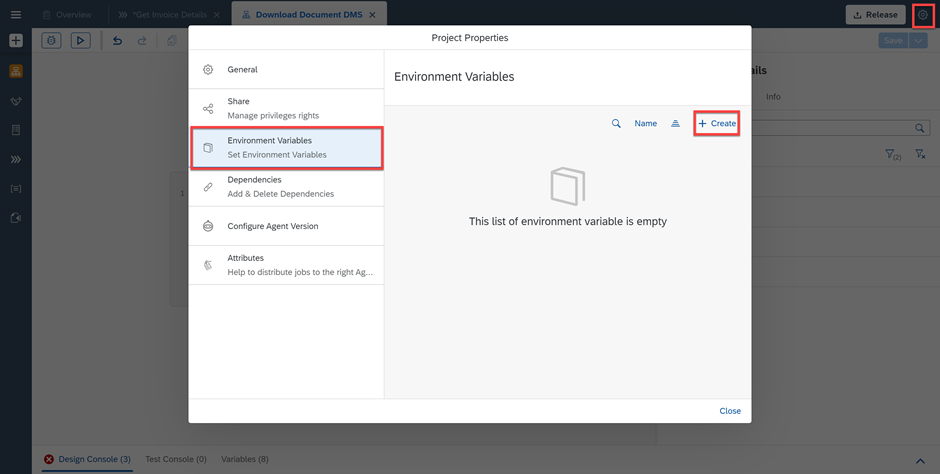 Overview
*Get Invoice Details
Download Document DMS
Release
Save
Project Properties
General
Share
Manage privileges rights
Environment Variables
Set Environment Variables
Dependencies
Add & Delete Dependencies
Configure Agent Version
Attributes
Help to distribute jobs to the right Ag...
Environment Variables
Name
Create
This list of environment variable is empty
Close
ails
Info
(2)
1
Design Console (3)
Test Console (0)
Variables (8)